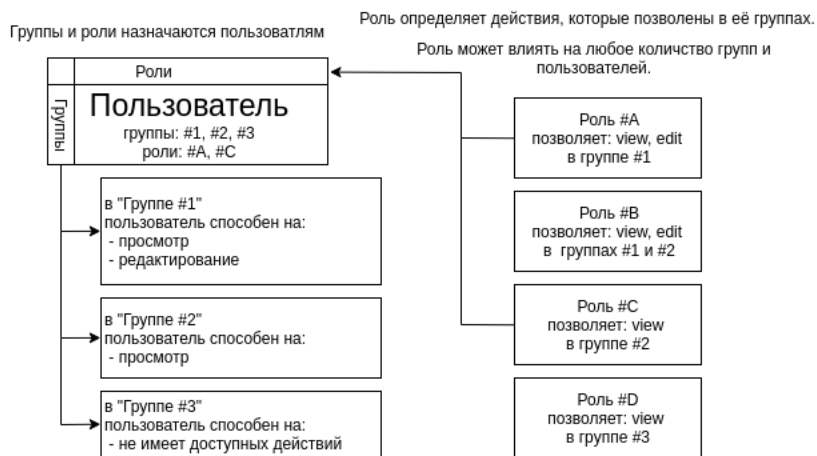 Группы и роли назначаются пользоватлям
Роль определяет действия, которые позволены в её группах.
Роль может влиять на любое количство групп и
пользователей.
Роли
Группы
Пользователь
группы: #1, #2, #3
роли: #A, #C
в "Группе #1"
пользователь способен на:
- просмотр
- редактирование
в "Группе #2"
пользователь способен на:
- просмотр
в "Группе #3"
пользователь способен на:
- не имеет доступных действий
Роль #A
позволяет: view, edit
в группе #1
Роль #B
позволяет: view, edit
в группах #1 и #2
Роль #C
позволяет: view
в группе #2
Роль #D
позволяет: view
в группе #3